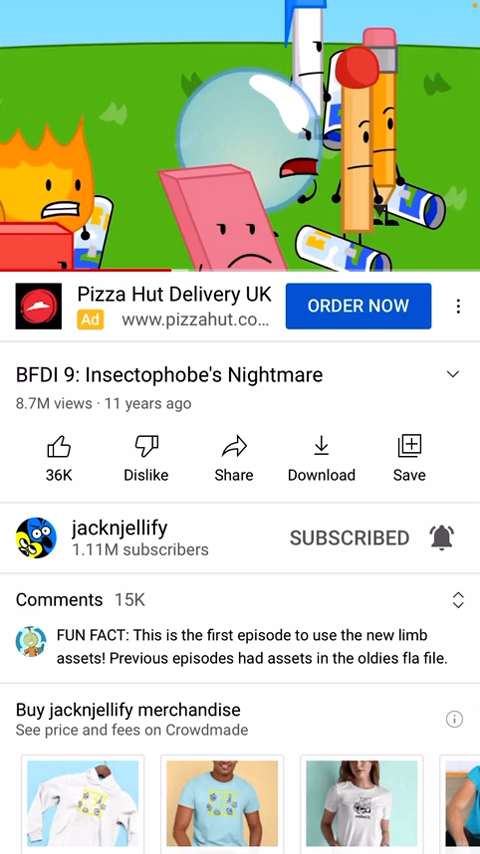 Pizza Hut Delivery UK
Ad www.pizzahut.co...
ORDER NOW
BFDI 9: Insectophobe's Nightmare
8.7M views · 11 years ago
36K
Dislike
Share
Download
Save
jacknjellify
1.11M subscribers
SUBSCRIBED
Comments 15K
FUN FACT: This is the first episode to use the new limb
assets! Previous episodes had assets in the oldies fla file.
Buy jacknjellify merchandise
See price and fees on Crowdmade